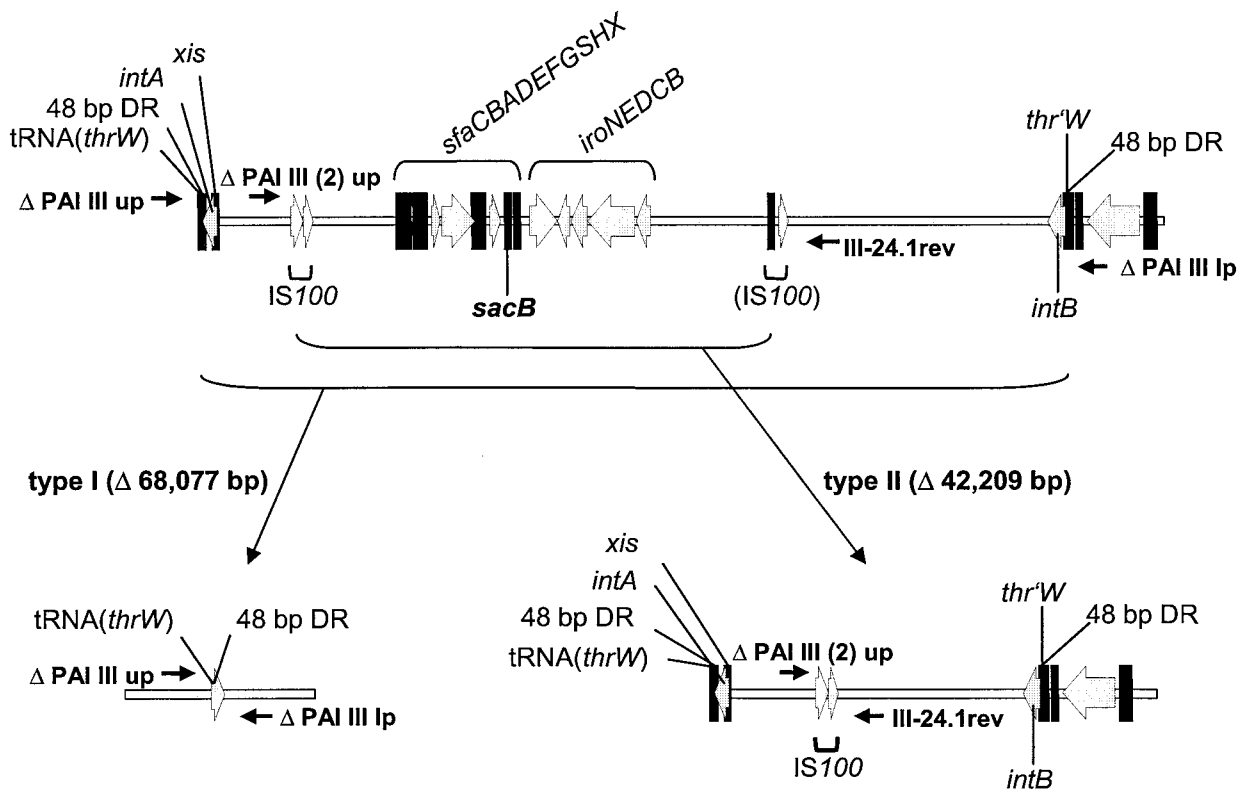 xis
intA
48 bp DR
tRNA(thrW)
sfaCBADEFGSHX
iroNEDCB
thr‘W
48 bp DR
Δ PAI III up
Δ PAI III (2) up
III-24.1rev
Δ PAI III lp
IS100
sacB
(IS100)
intB
type I (Δ 68,077 bp)
type II (Δ 42,209 bp)
tRNA(thrW)
48 bp DR
Δ PAI III up
Δ PAI III lp
xis
intA
48 bp DR
tRNA(thrW)
Δ PAI III (2) up
thr‘W
48 bp DR
III-24.1rev
IS100
intB